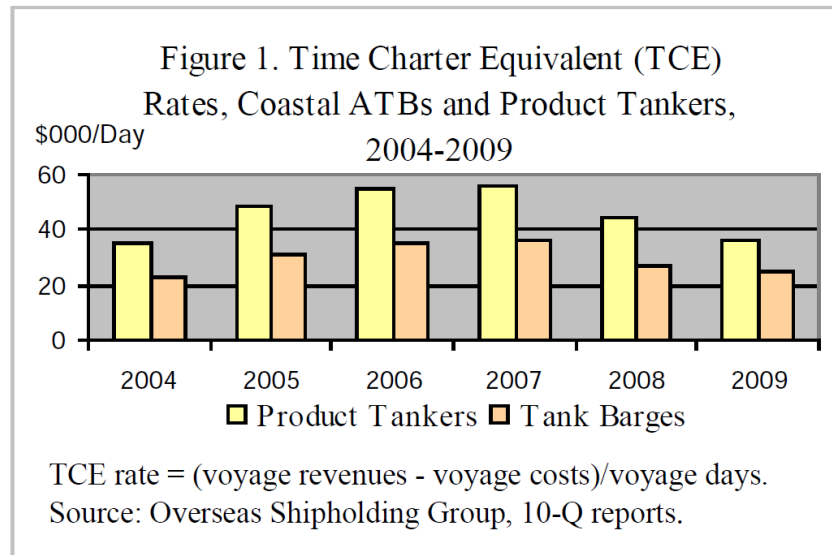 Figure 1. Time Charter Equivalent (TCE)
Rates, Coastal ATBs and Product Tankers,
2004-2009
$000/Day
60
40
20
0
2004 2005 2006 2007 2008 2009
Product Tankers Tank Barges
TCE rate = (voyage revenues - voyage costs)/voyage days.
Source: Overseas Shipholding Group, 10-Q reports.